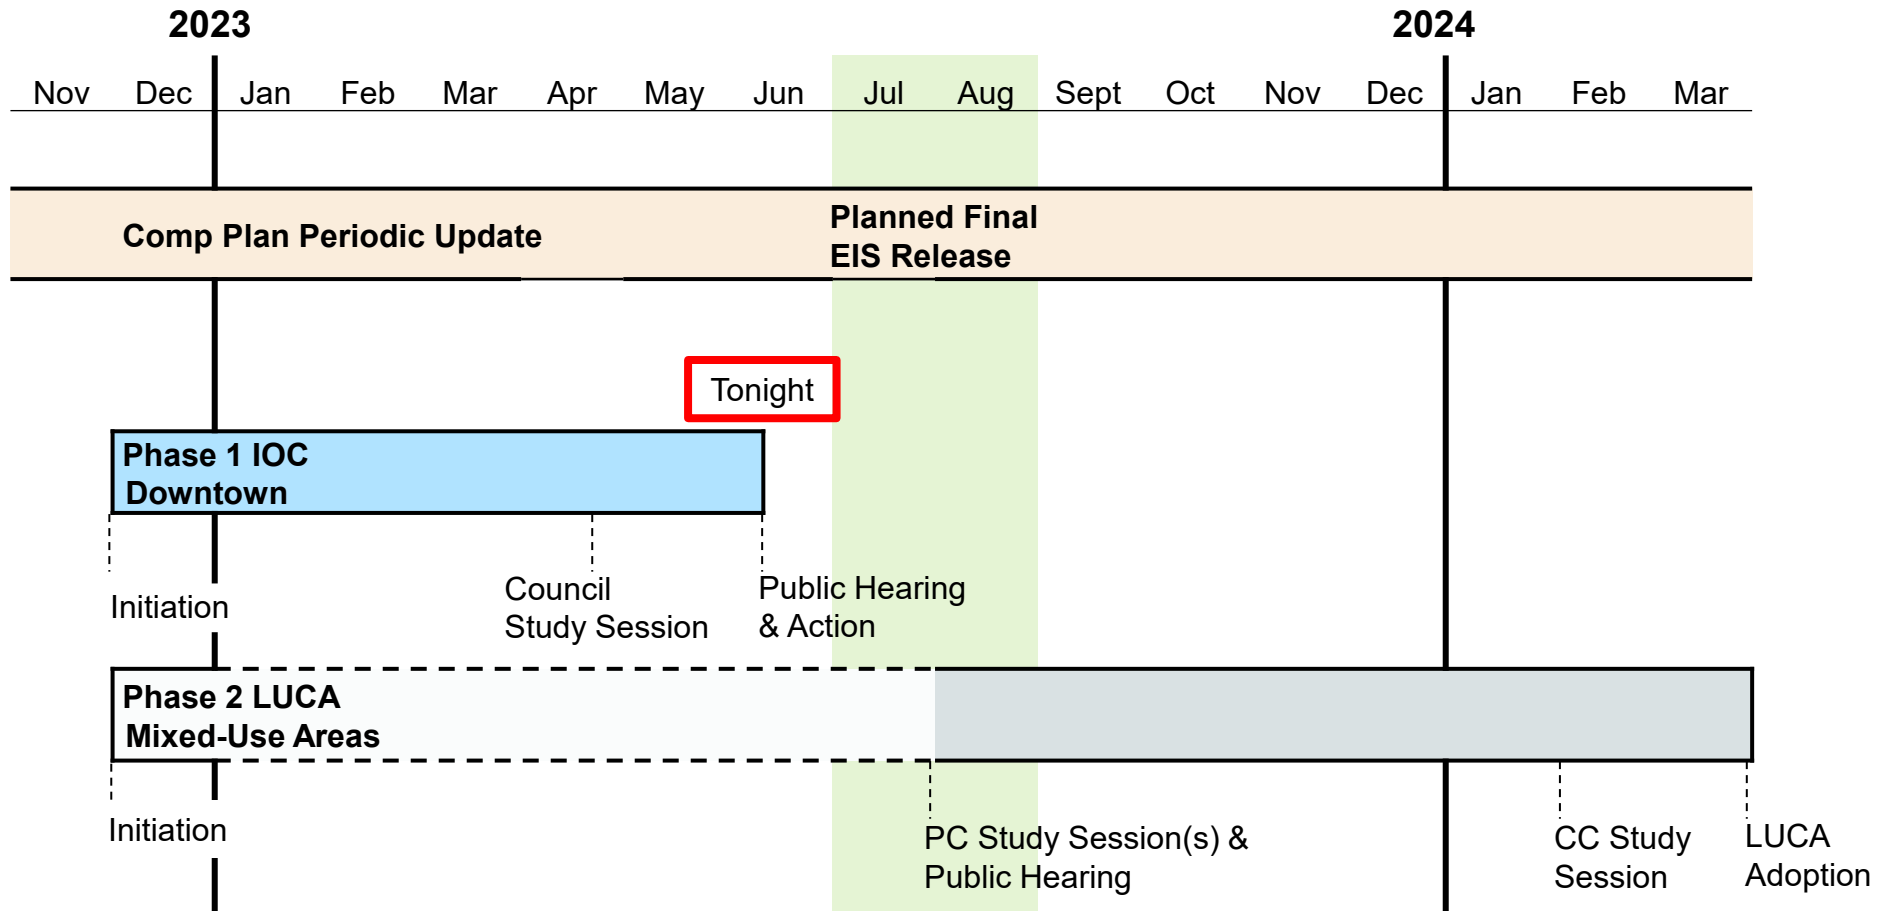 2023 2024
Nov Dec Jan Feb Mar Apr May Jun Jul Aug Sept Oct Nov Dec Jan Feb Mar
Comp Plan Periodic Update
Planned Final
EIS Release
Tonight
Phase 1 IOC
Downtown
Initiation
Council
Study Session
Public Hearing
& Action
Phase 2 LUCA
Mixed-Use Areas
Initiation
PC Study Session(s) &
Public Hearing
CC Study
Session
LUCA
Adoption